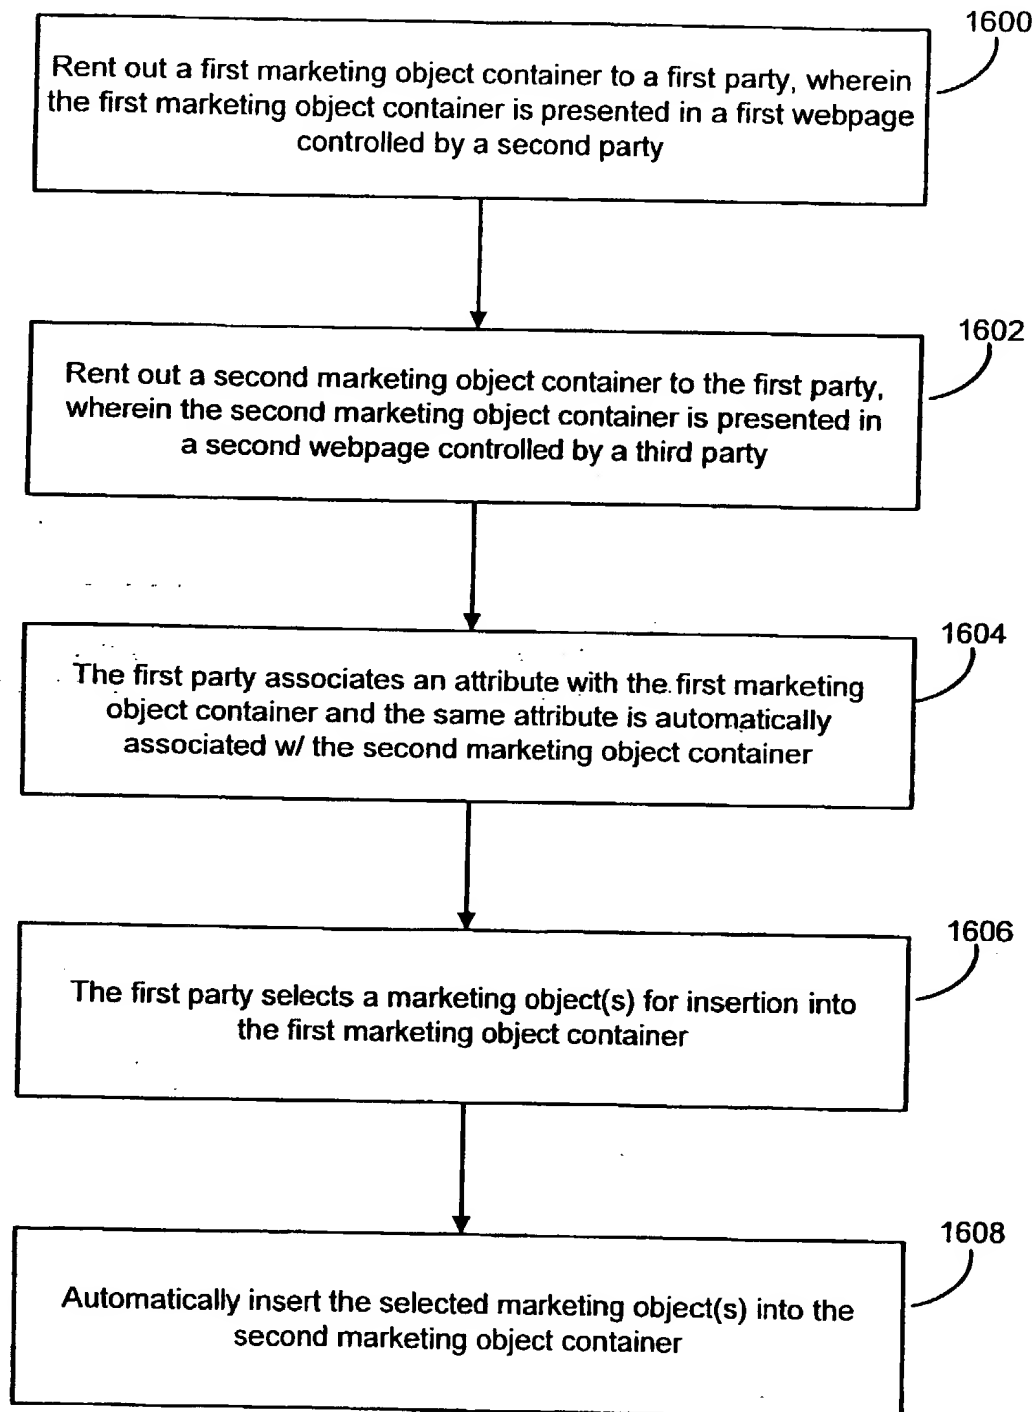 1600
Rent out a first marketing object container to a first party, wherein
the first marketing object container is presented in a first webpage
controlled by a second party
1602
Rent out a second marketing object container to the first party,
wherein the second marketing object container is presented in
a second webpage controlled by a third party
1604
The first party associates an attribute with the first marketing
object container and the same attribute is automatically
associated w/ the second marketing object container
1606
The first party selects a marketing object(s) for insertion into
the first marketing object container
1608
Automatically insert the selected marketing object(s) into the
second marketing object container